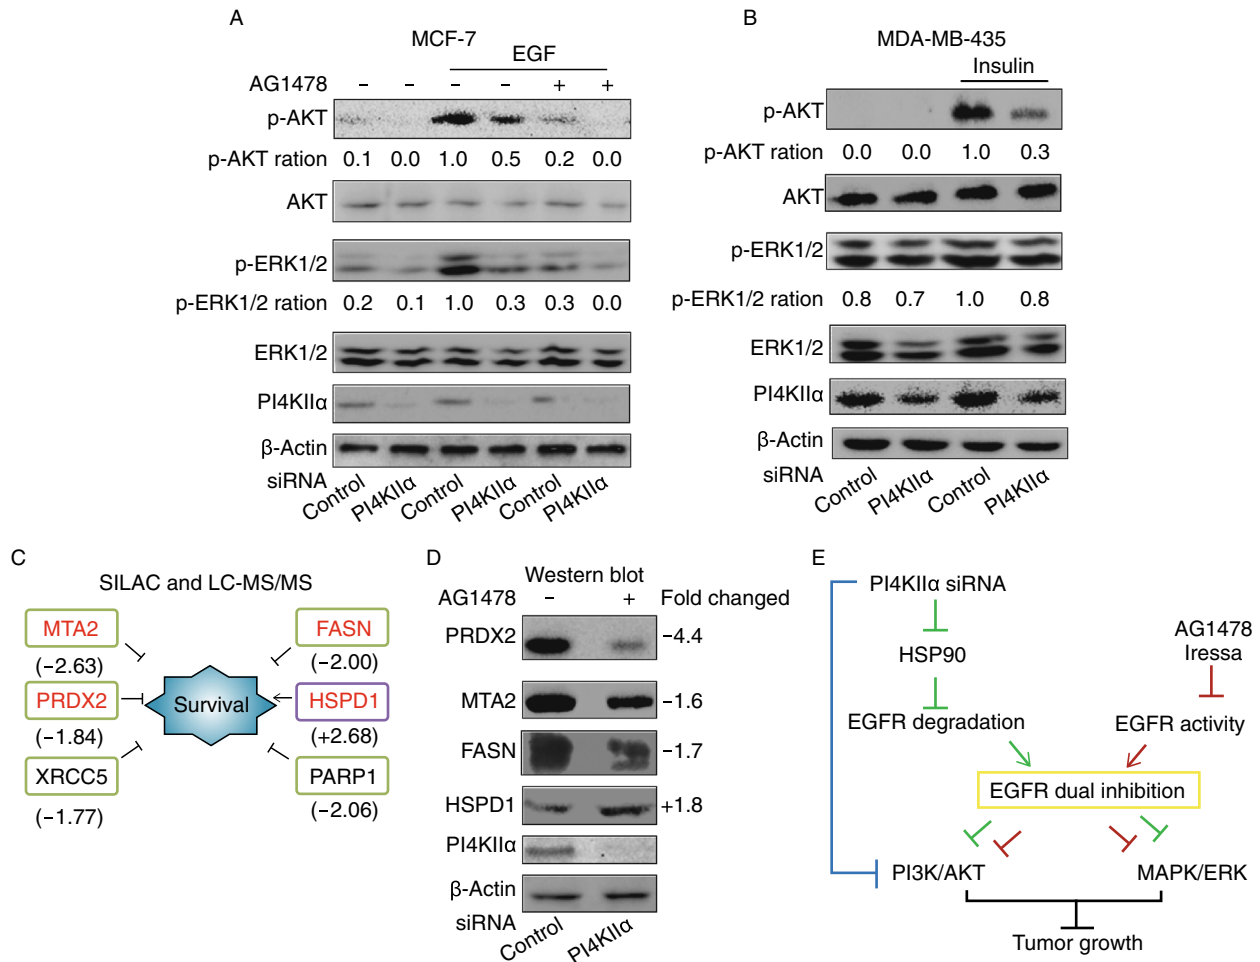 A
MCF-7
EGF
AG1478 – – – – + +
p-AKT
p-AKT ration 0.1 0.0 1.0 0.5 0.2 0.0
AKT
p-ERK1/2
p-ERK1/2 ration 0.2 0.1 1.0 0.3 0.3 0.0
ERK1/2
PI4KIIα
β-Actin
siRNA Control PI4KIIα Control PI4KIIα Control PI4KIIα
B
MDA-MB-435
Insulin
p-AKT
p-AKT ration 0.0 0.0 1.0 0.3
AKT
p-ERK1/2
p-ERK1/2 ration 0.8 0.7 1.0 0.8
ERK1/2
PI4KIIα
β-Actin
siRNA Control PI4KIIα Control PI4KIIα
C
SILAC and LC-MS/MS
MTA2 FASN
(–2.63) (–2.00)
PRDX2 Survival HSPD1
(–1.84) (+2.68)
XRCC5 PARP1
(–1.77) (–2.06)
D
Western blot
AG1478 – + Fold changed
PRDX2 –4.4
MTA2 –1.6
FASN –1.7
HSPD1 +1.8
PI4KIIα
β-Actin
siRNA Control PI4KIIα
E
PI4KIIα siRNA
AG1478
Iressa
HSP90
EGFR degradation EGFR activity
EGFR dual inhibition
PI3K/AKT MAPK/ERK
Tumor growth